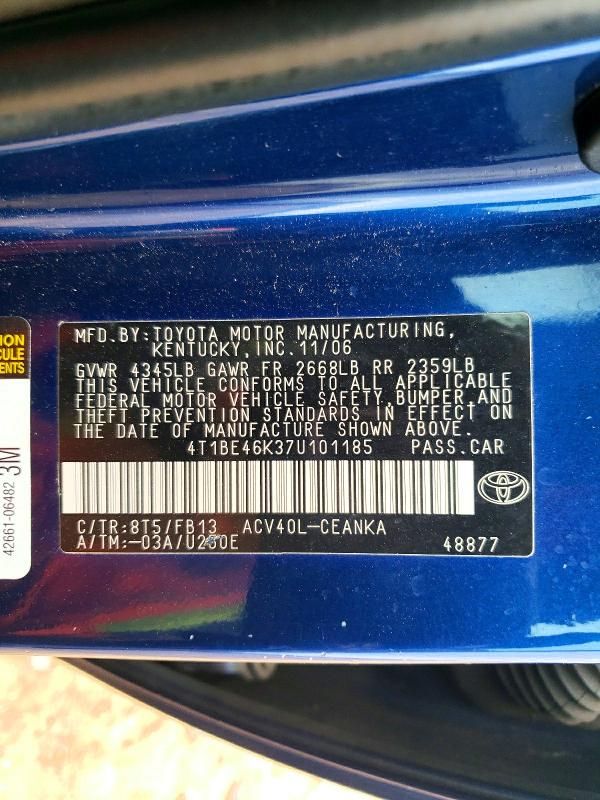 MFD.BY:TOYOTA MOTOR MANUFACTURING,
KENTUCKY,INC.11/06
GVWR 4345LB GAWR FR 2668LB RR 2359LB
THIS VEHICLE CONFORMS TO ALL APPLICABLE
FEDERAL MOTOR VEHICLE SAFETY,BUMPER,AND
THEFT PREVENTION STANDARDS IN EFFECT ON
THE DATE OF MANUFACTURE SHOWN ABOVE.
4T1BE46K37U101185 PASS.CAR
C/TR:8T5/FB13 ACV40L-CEANKA
A/TM:-03A/U250E 48877
3M
42661-06482